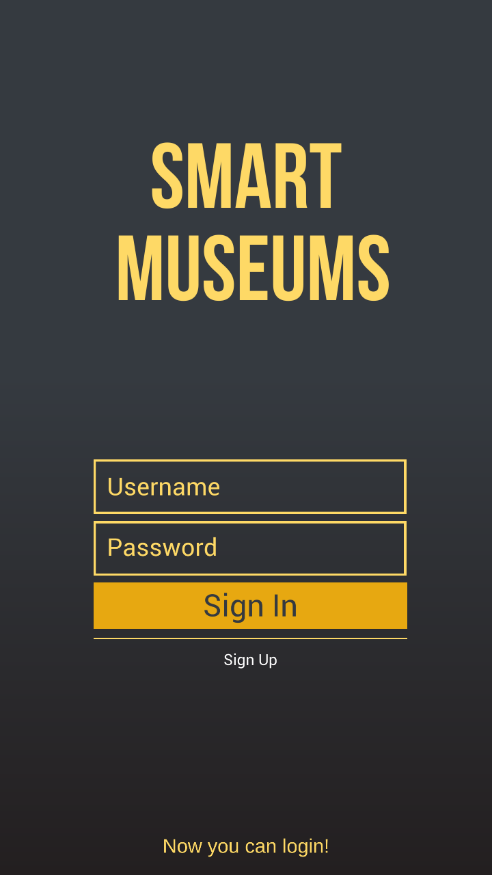 SMART
MUSEUMS
Username
Password
Sign In
Sign Up
Now you can login!